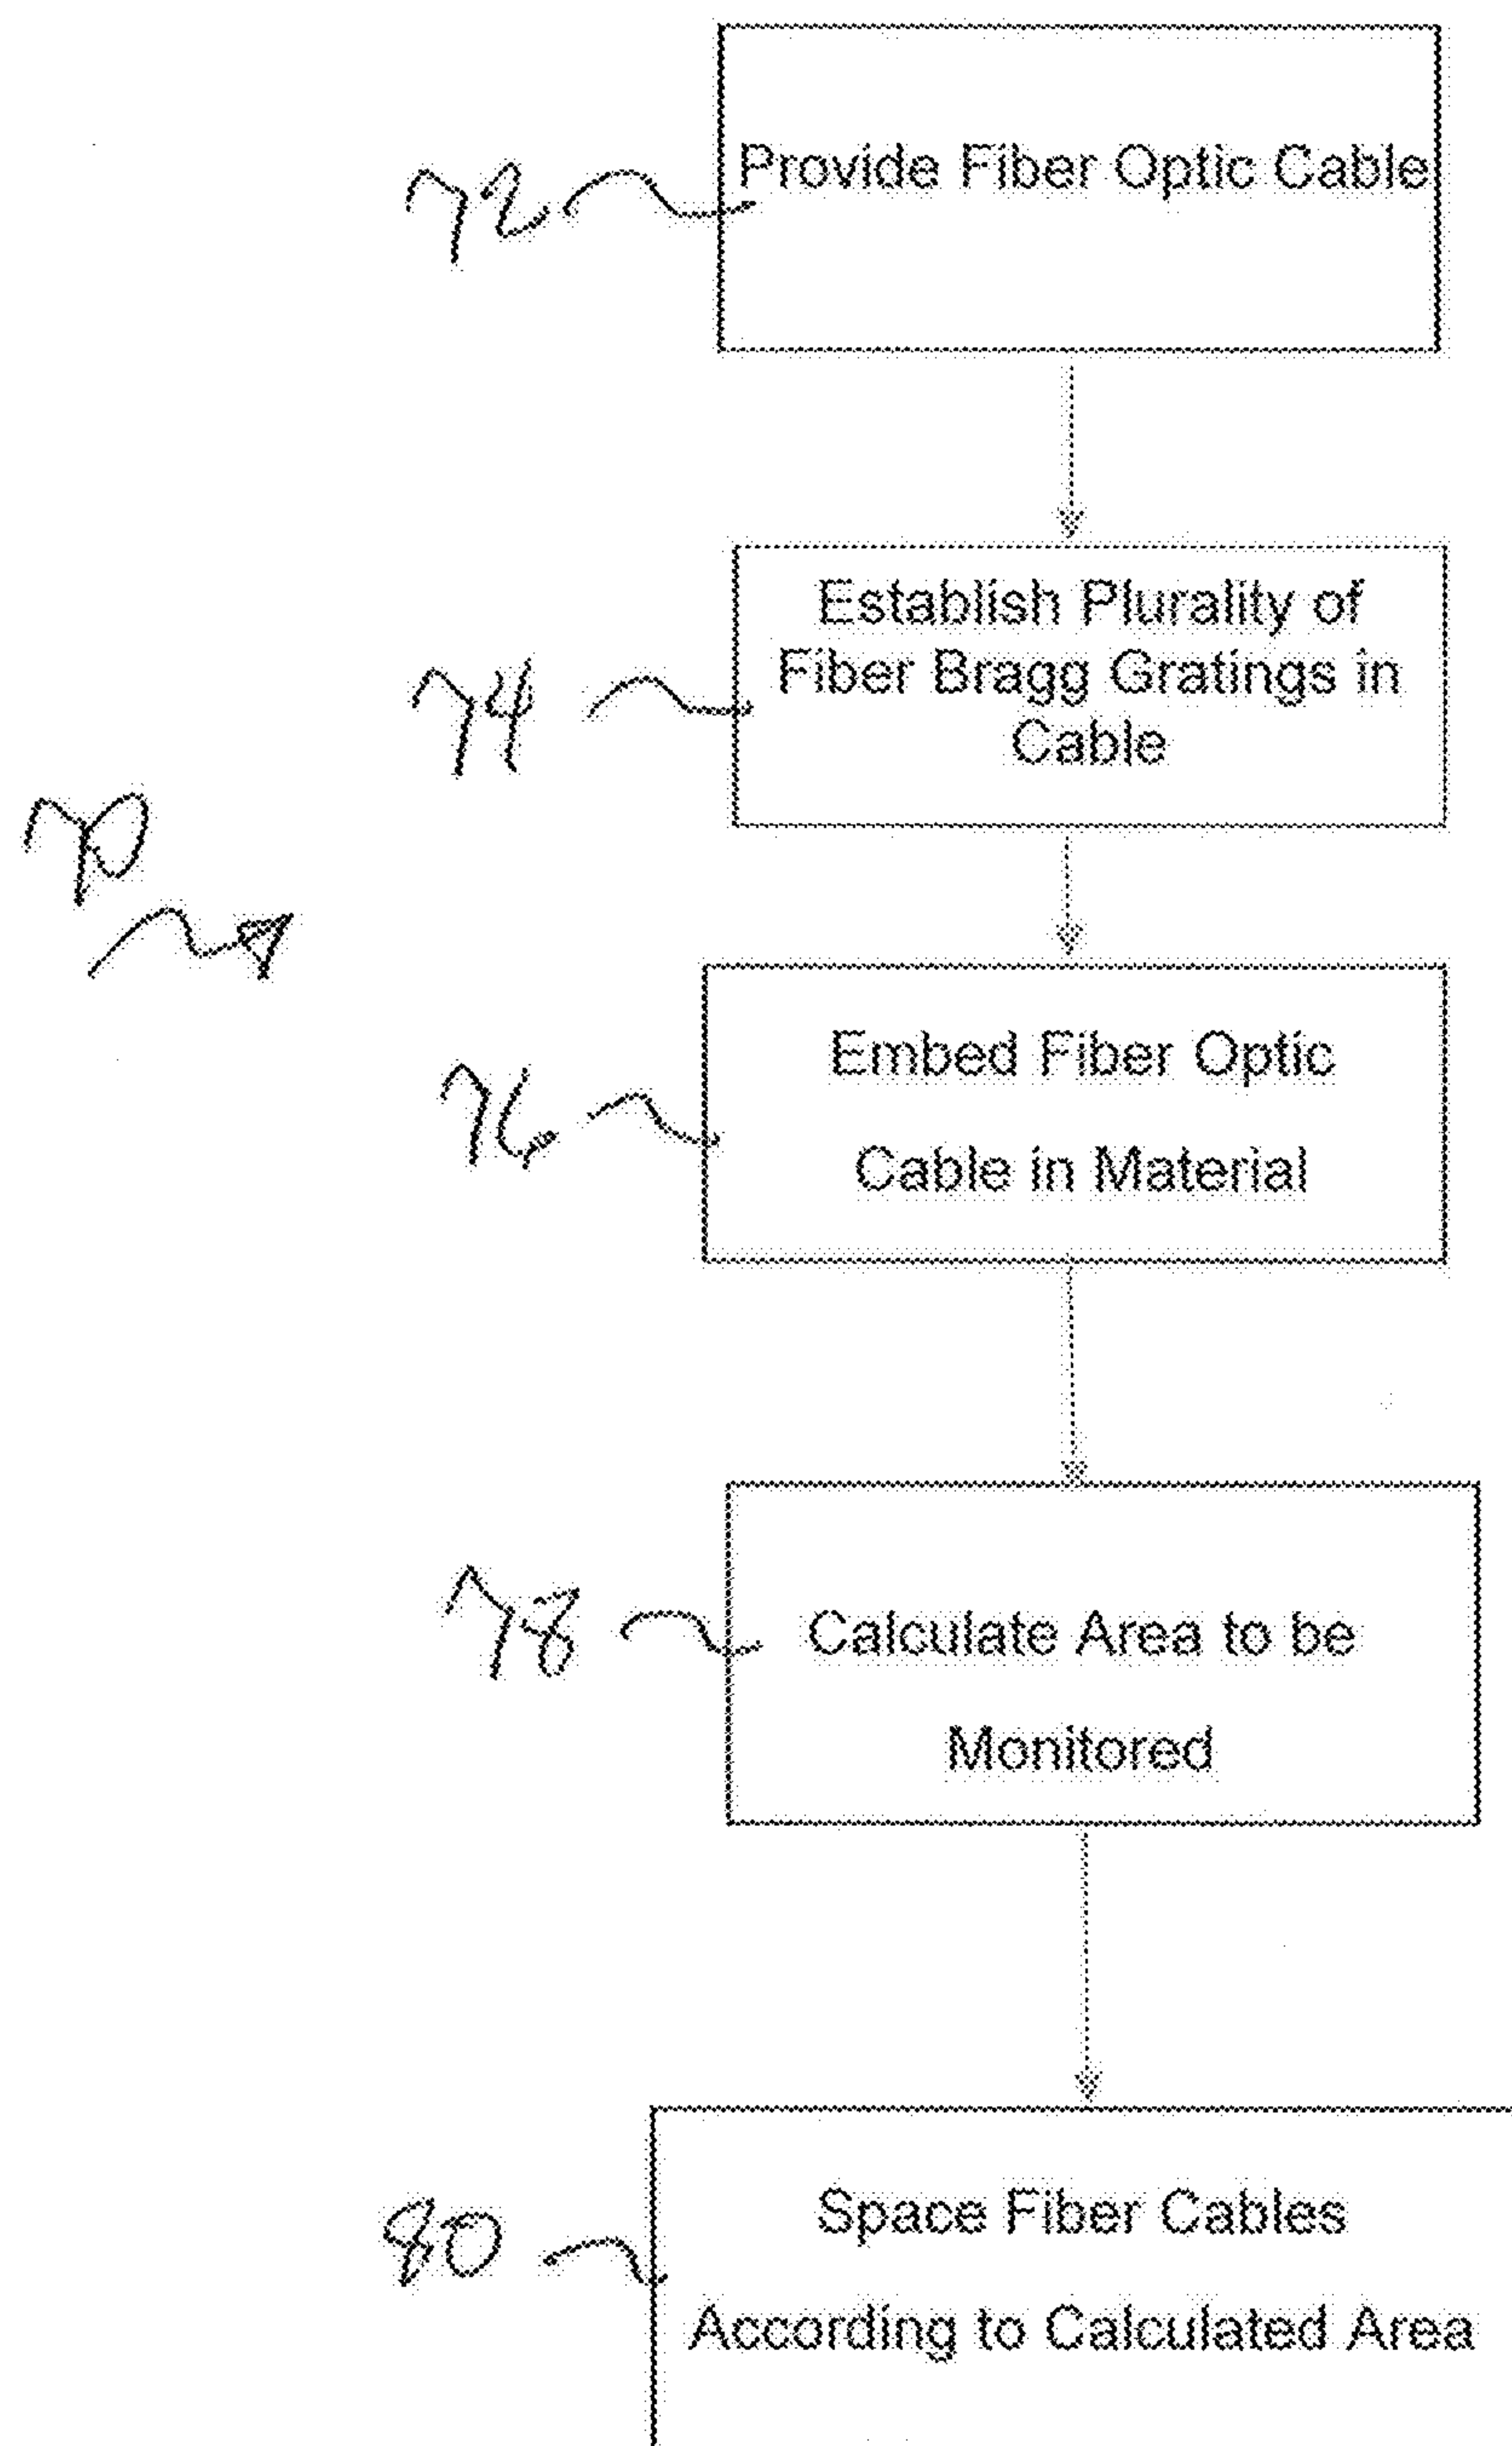 Provide Fiber Optic Cable
72
Establish Plurality of
Fiber Bragg Gratings in
74
Cable
70
Embed Fiber Optic
76
Cable in Material
78
Calculate Area to be
Monitored
Space Fiber Cables
80
According to Calculated Area